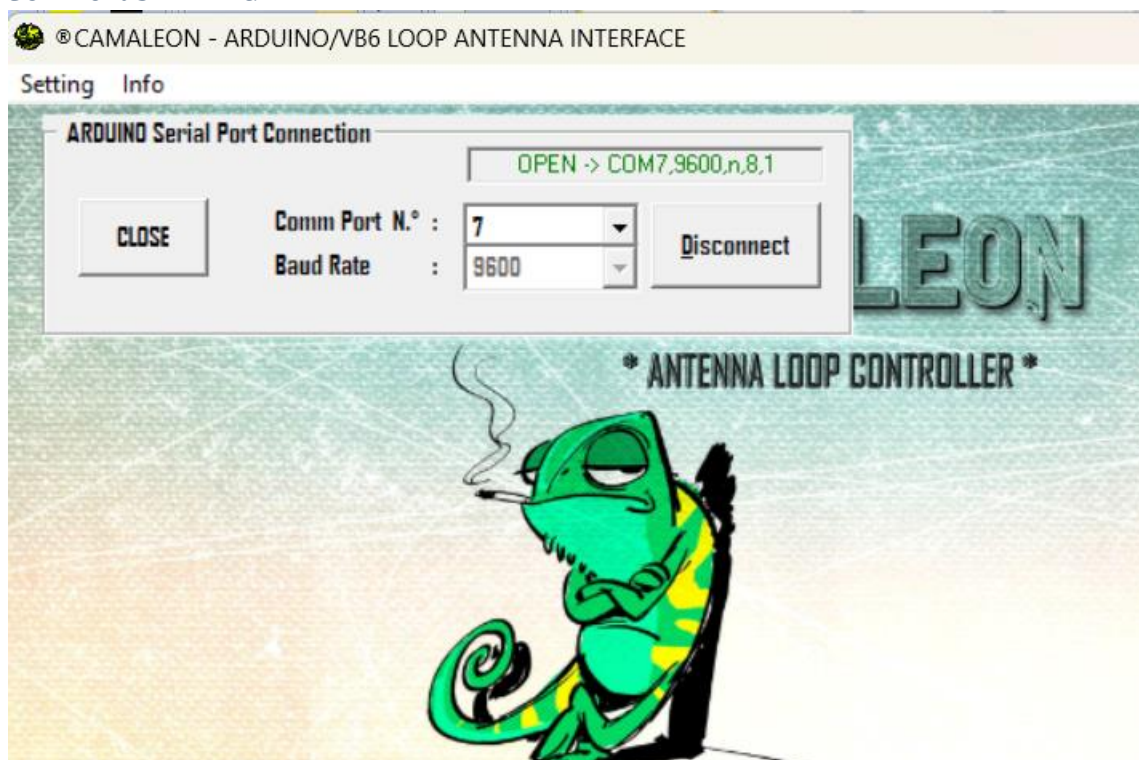 ® CAMALEON - ARDUINO/VB6 LOOP ANTENNA INTERFACE
Setting Info
ARDUINO Serial Port Connection
OPEN -> COM7,9600,n,8,1
CLOSE
Comm Port N.° : 7
Baud Rate : 9600
Disconnect
LEON
* ANTENNA LOOP CONTROLLER *